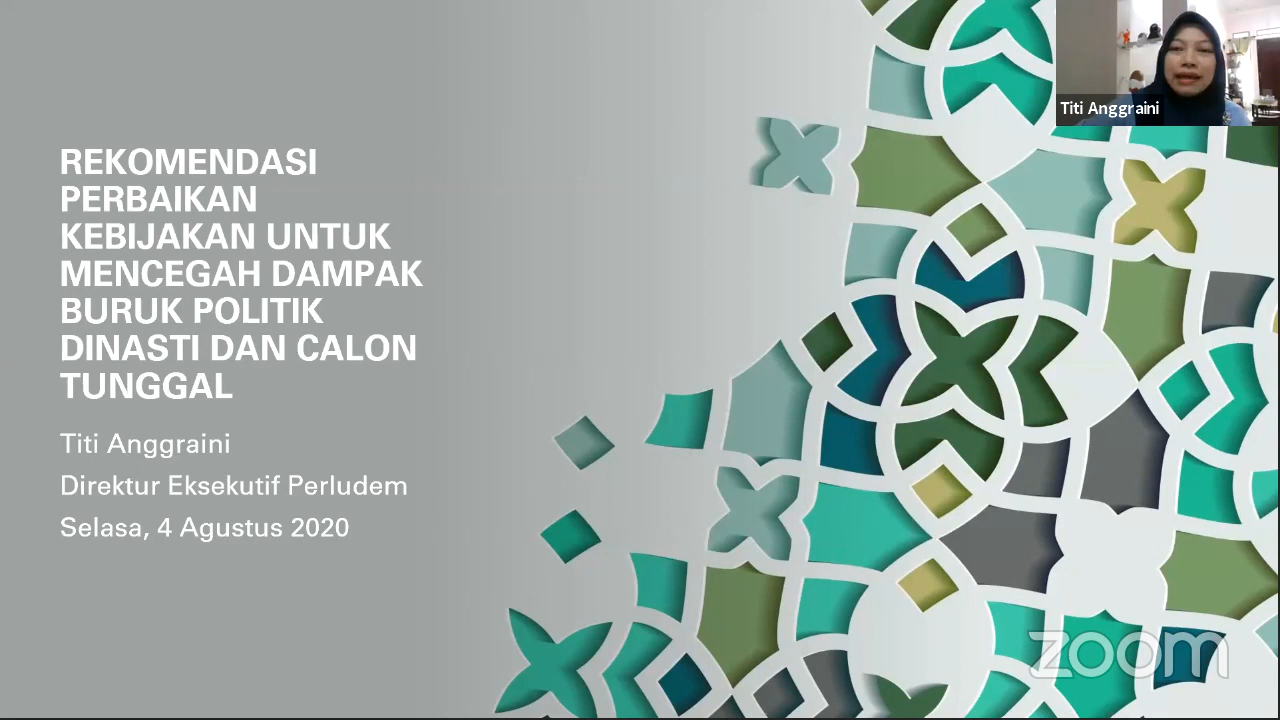 Titi Anggraini
REKOMENDASI
PERBAIKAN
KEBIJAKAN UNTUK
MENCEGAH DAMPAK
BURUK POLITIK
DINASTI DAN CALON
TUNGGAL
Titi Anggraini
Direktur Eksekutif Perludem
Selasa, 4 Agustus 2020
zoom